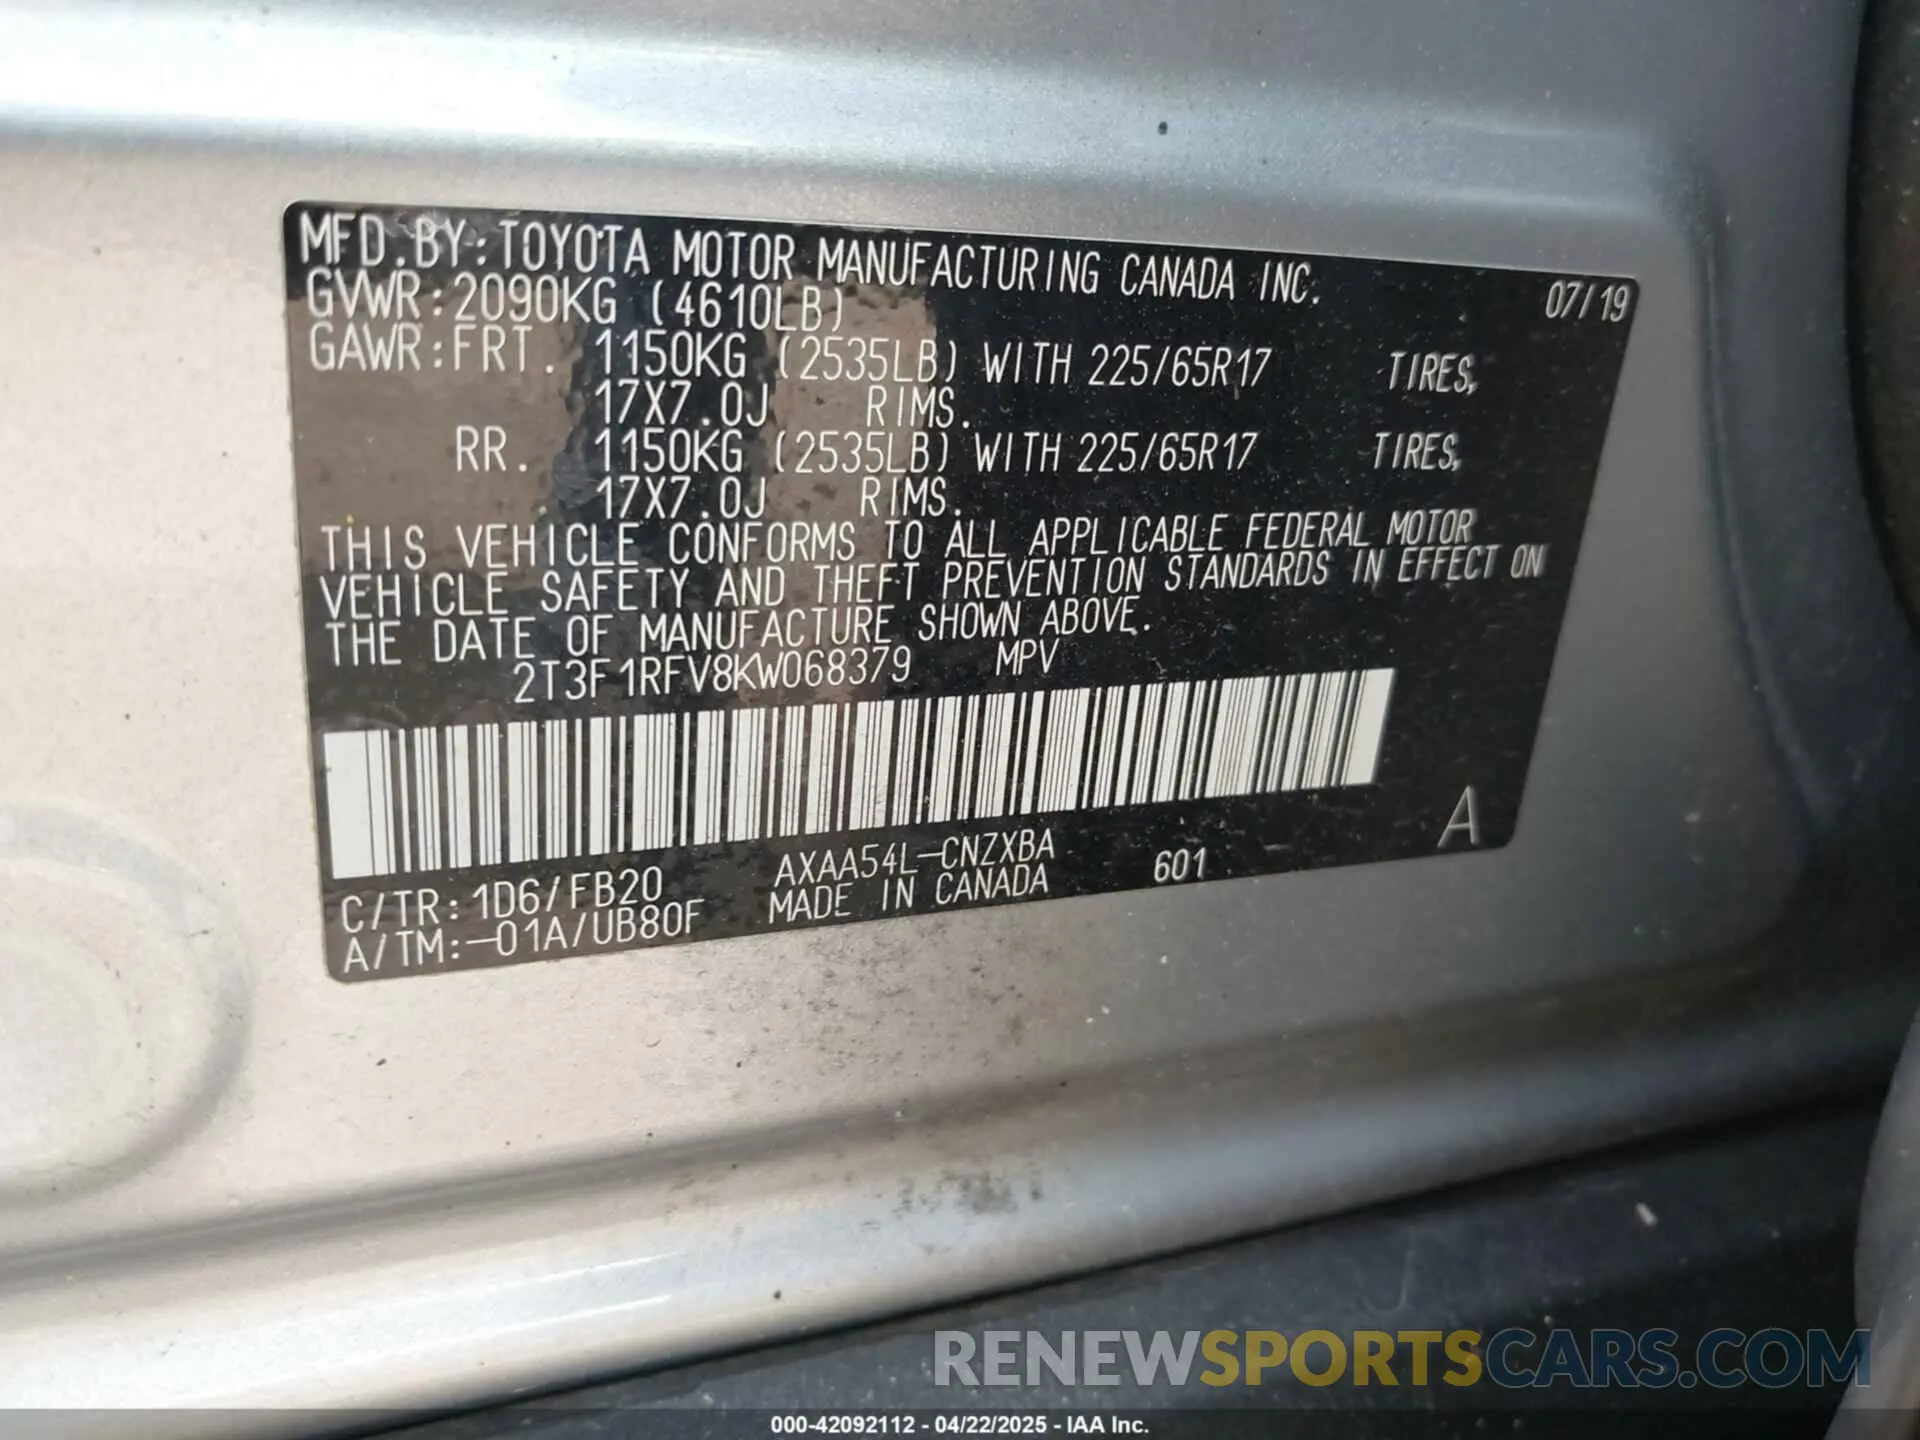 MFD.BY:TOYOTA MOTOR MANUFACTURING CANADA INC. 07/19
GVWR:2090KG (4610LB)
GAWR:FRT. 1150KG (2535LB) WITH 225/65R17 TIRES,
17X7.0J RIMS.
RR. 1150KG (2535LB) WITH 225/65R17 TIRES,
17X7.0J RIMS.
THIS VEHICLE CONFORMS TO ALL APPLICABLE FEDERAL MOTOR
VEHICLE SAFETY AND THEFT PREVENTION STANDARDS IN EFFECT ON
THE DATE OF MANUFACTURE SHOWN ABOVE.
2T3F1RFV8KW068379 MPV
A
C/TR:1D6/FB20 AXAA54L-CNZXBA 601
A/TM:-01A/UB80F MADE IN CANADA
RENEWSPORTSCARS.COM
000-42092112 - 04/22/2025 - IAA Inc.